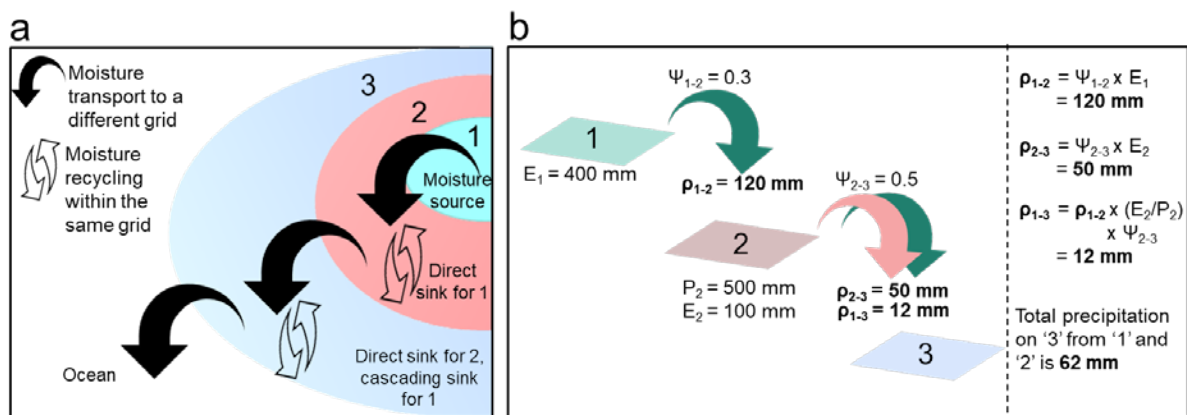 a
Moisture
transport to a
different grid
Moisture
recycling within
the same grid
3
2
1
Moisture
source
Direct
sink for 1
Direct sink for 2,
cascading sink
for 1
Ocean
b
Ψ1-2 = 0.3
1
E1 = 400 mm
ρ1-2 = 120 mm
Ψ2-3 = 0.5
2
P2 = 500 mm
E2 = 100 mm
ρ2-3 = 50 mm
ρ1-3 = 12 mm
3
ρ1-2 = Ψ1-2 x E1
= 120 mm
ρ2-3 = Ψ2-3 x E2
= 50 mm
ρ1-3 = ρ1-2 x (E2/P2)
x Ψ2-3
= 12 mm
Total precipitation
on '3' from '1' and
'2' is 62 mm